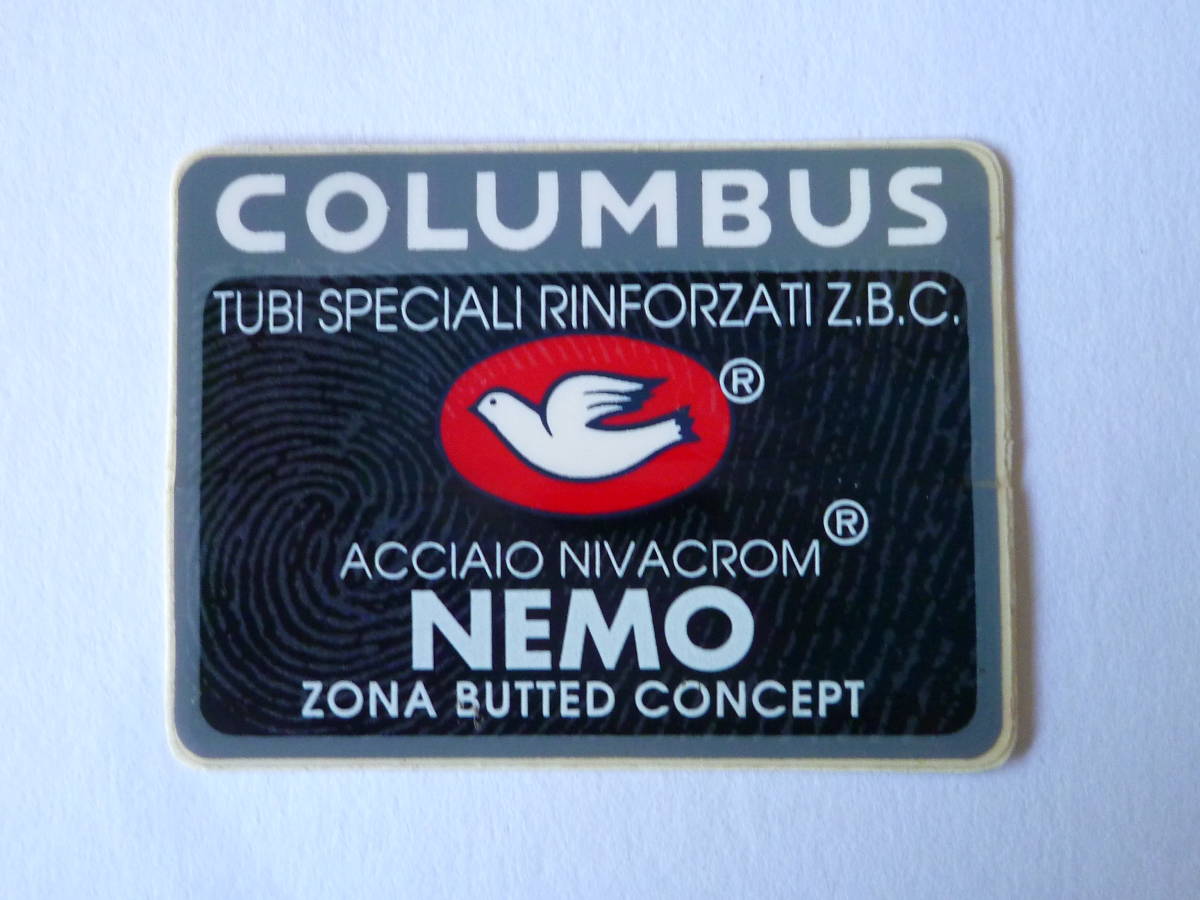 COLUMBUS
TUBI SPECIALI RINFORZATI Z.B.C.
®
ACCIAIO NIVACROM®
NEMO
ZONA BUTTED CONCEPT